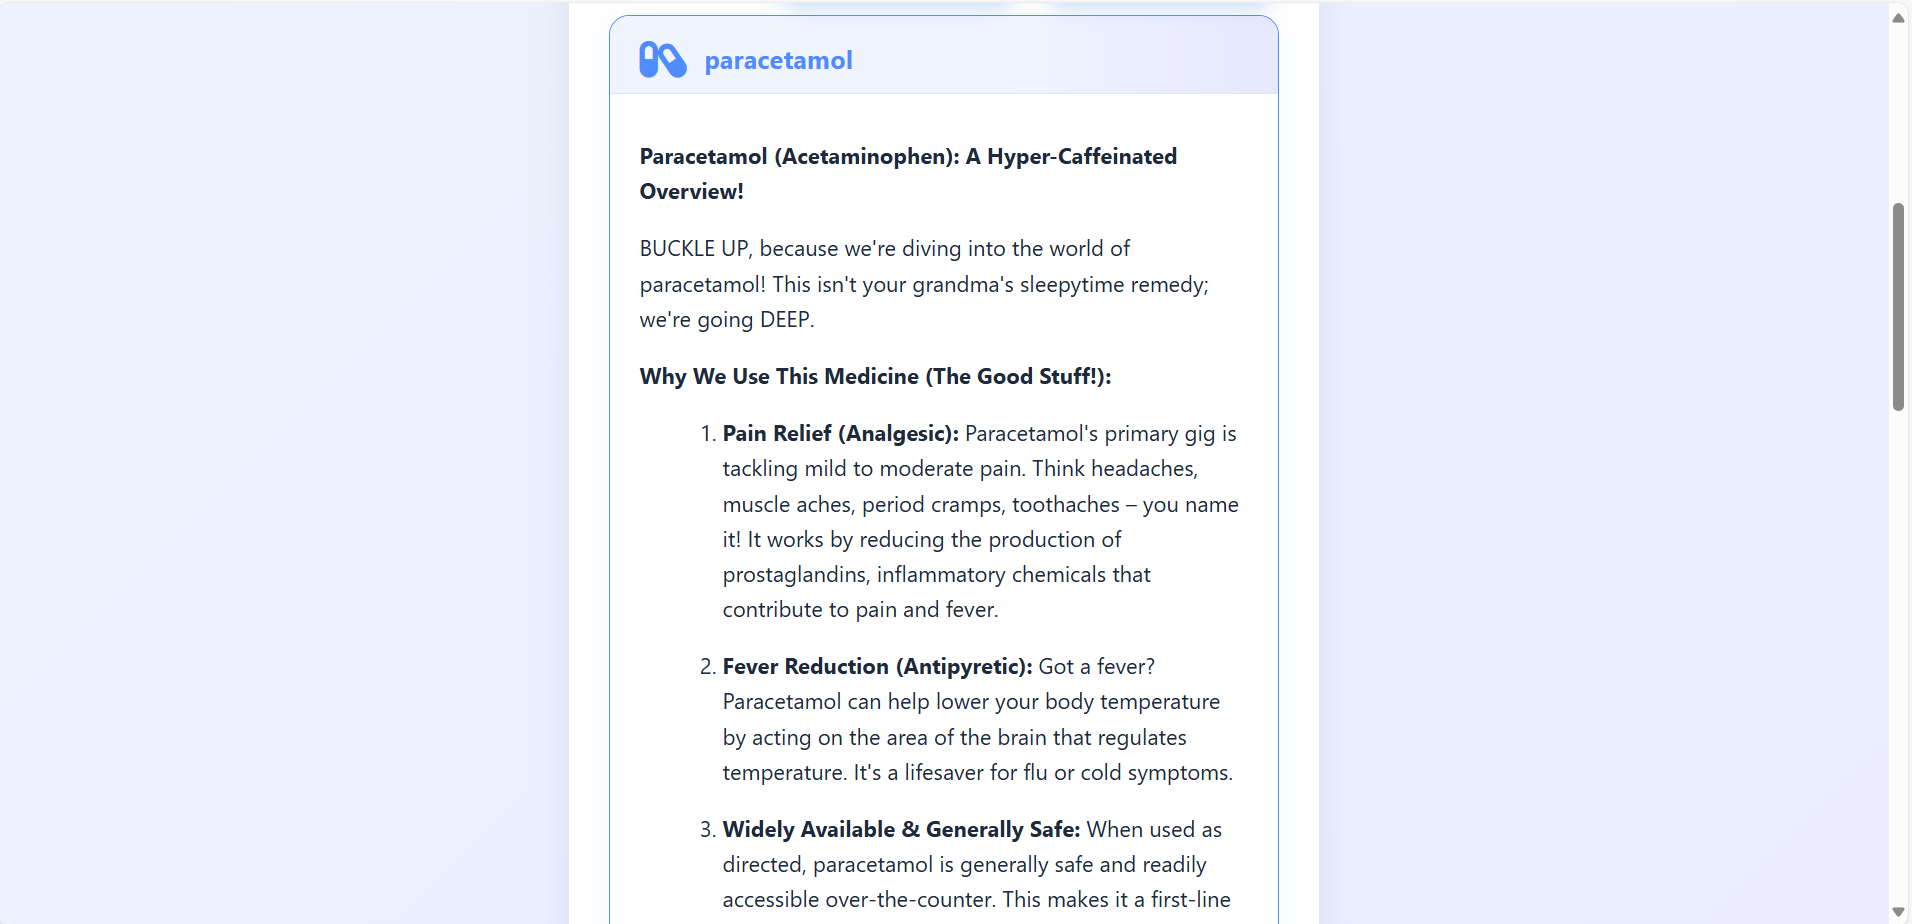 paracetamol
Paracetamol (Acetaminophen): A Hyper-Caffeinated
Overview!
BUCKLE UP, because we're diving into the world of
paracetamol! This isn't your grandma's sleepytime remedy;
we're going DEEP.
Why We Use This Medicine (The Good Stuff!):
1. Pain Relief (Analgesic): Paracetamol's primary gig is
tackling mild to moderate pain. Think headaches,
muscle aches, period cramps, toothaches – you name
it! It works by reducing the production of
prostaglandins, inflammatory chemicals that
contribute to pain and fever.
2. Fever Reduction (Antipyretic): Got a fever?
Paracetamol can help lower your body temperature
by acting on the area of the brain that regulates
temperature. It's a lifesaver for flu or cold symptoms.
3. Widely Available & Generally Safe: When used as
directed, paracetamol is generally safe and readily
accessible over-the-counter. This makes it a first-line